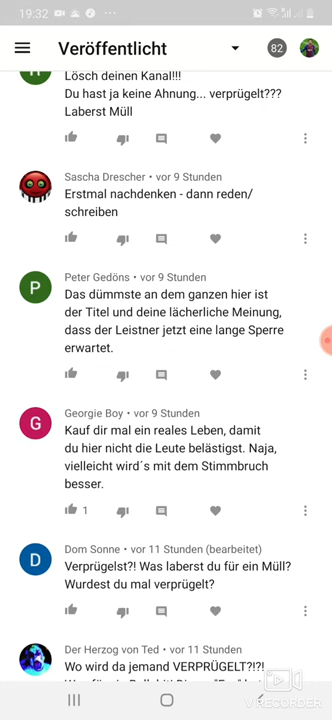 19:32
Veröffentlicht
82
Lösch deinen Kanal!!!
Du hast ja keine Ahnung... verprügelt???
Laberst Müll
Sascha Drescher • vor 9 Stunden
Erstmal nachdenken - dann reden/
schreiben
P
Peter Gedöns • vor 9 Stunden
Das dümmste an dem ganzen hier ist
der Titel und deine lächerliche Meinung,
dass der Leistner jetzt eine lange Sperre
erwartet.
G
Georgie Boy • vor 9 Stunden
Kauf dir mal ein reales Leben, damit
du hier nicht die Leute belästigst. Naja,
vielleicht wird´s mit dem Stimmbruch
besser.
1
D
Dom Sonne • vor 11 Stunden (bearbeitet)
Verprügelst?! Was laberst du für ein Müll?
Wurdest du mal verprügelt?
Der Herzog von Ted • vor 11 Stunden
Wo wird da jemand VERPRÜGELT?!?!
VIRECORDER